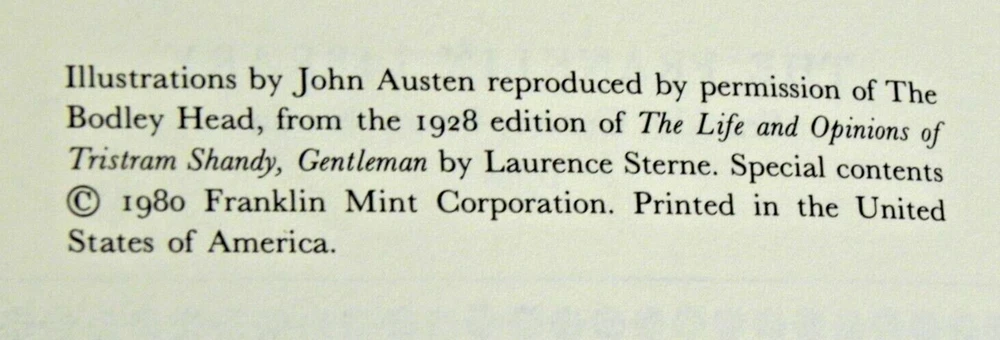 Illustrations by John Austen reproduced by permission of The
Bodley Head, from the 1928 edition of The Life and Opinions of
Tristram Shandy, Gentleman by Laurence Sterne. Special contents
© 1980 Franklin Mint Corporation. Printed in the United
States of America.